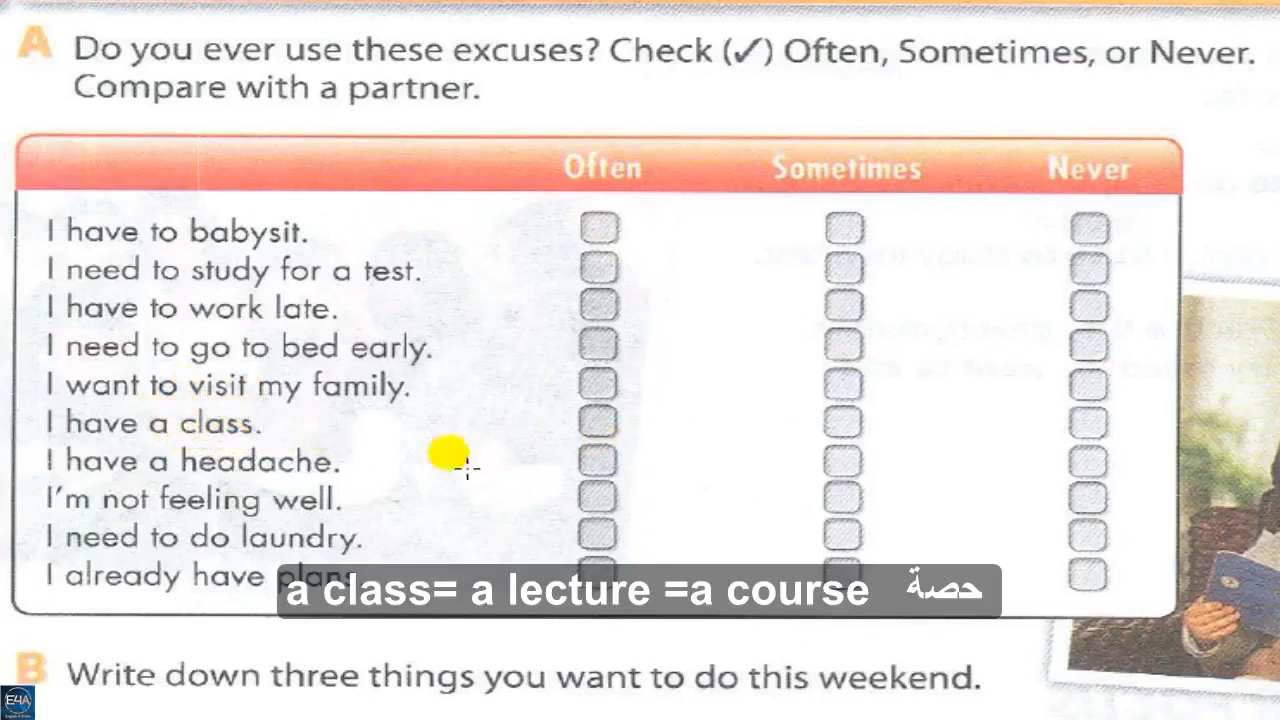 A Do you ever use these excuses? Check (✓) Often, Sometimes, or Never.
Compare with a partner.
Often Sometimes Never
I have to babysit.
I need to study for a test.
I have to work late.
I need to go to bed early.
I want to visit my family.
I have a class.
I have a headache.
I'm not feeling well.
I need to do laundry.
I already have plans.
a class= a lecture =a course حصة
B Write down three things you want to do this weekend.
E4A